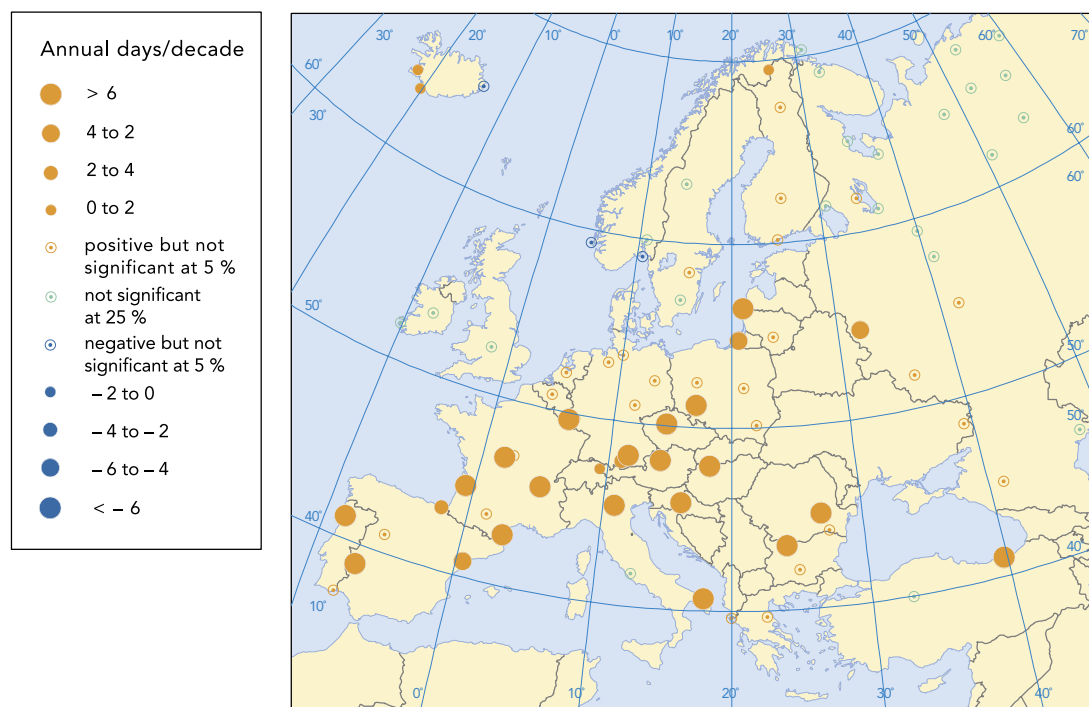 Annual days/decade
> 6
4 to 2
2 to 4
0 to 2
positive but not
significant at 5 %
not significant
at 25 %
negative but not
significant at 5 %
– 2 to 0
– 4 to – 2
– 6 to – 4
< – 6
30° 20° 10° 0° 10° 20° 30° 40° 50° 60° 70°
60°
30°
60°
70°
60°
50°
50°
50°
40°
40°
10°
0° 10° 20° 30° 40°